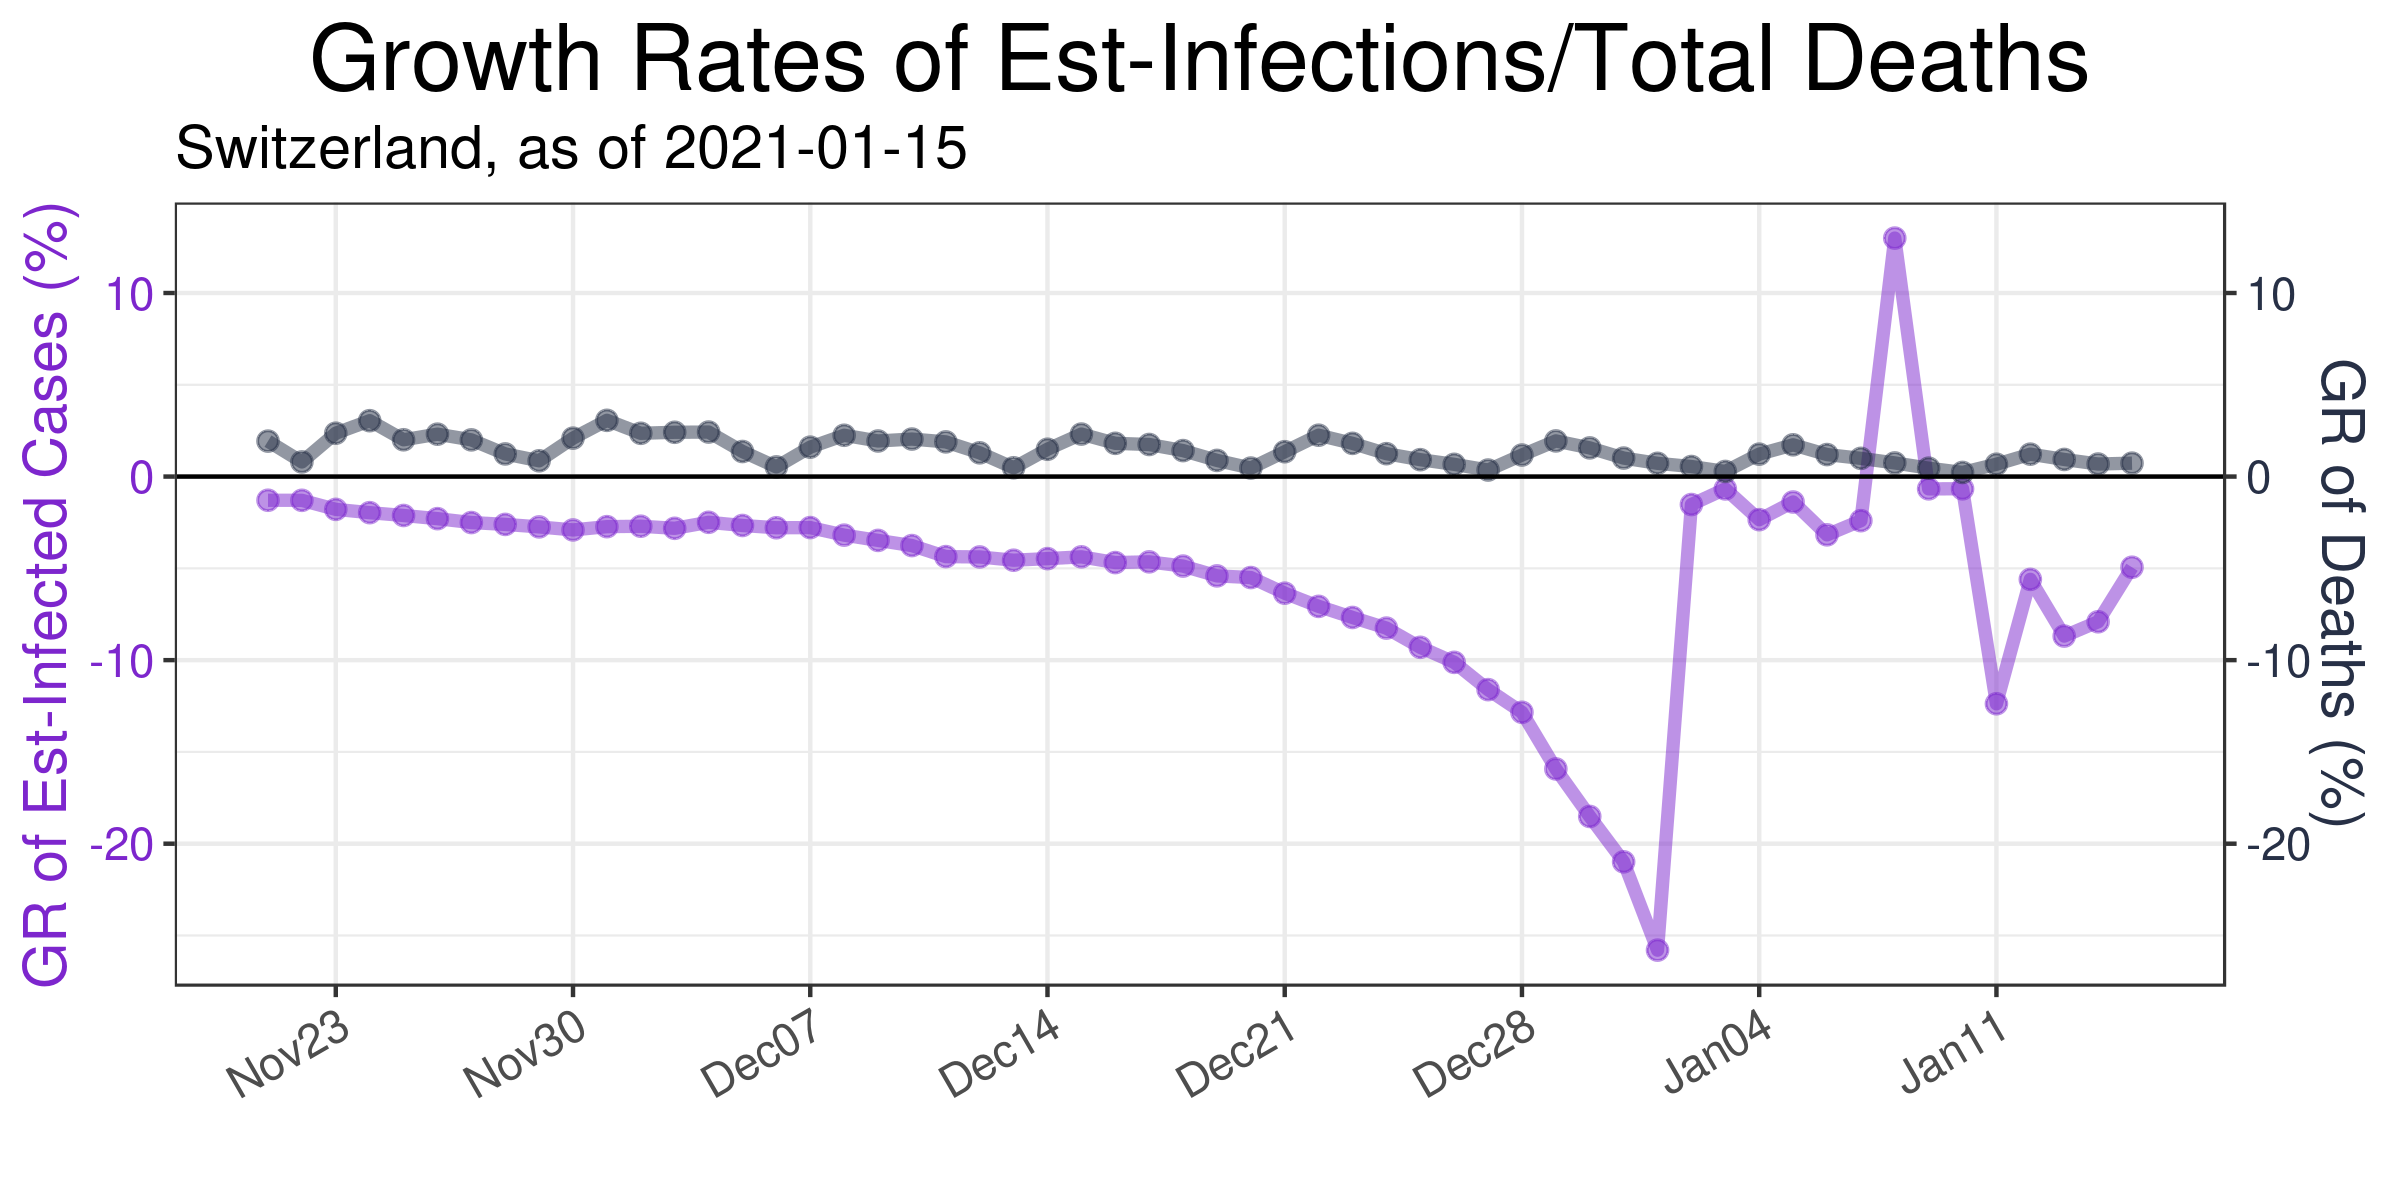 Growth Rates of Est-Infections/Total Deaths
Switzerland, as of 2021-01-15
GR of Est-Infected Cases (%)
10
0
-10
-20
10
0
-10
-20
GR of Deaths (%)
Nov23
Nov30
Dec07
Dec14
Dec21
Dec28
Jan04
Jan11